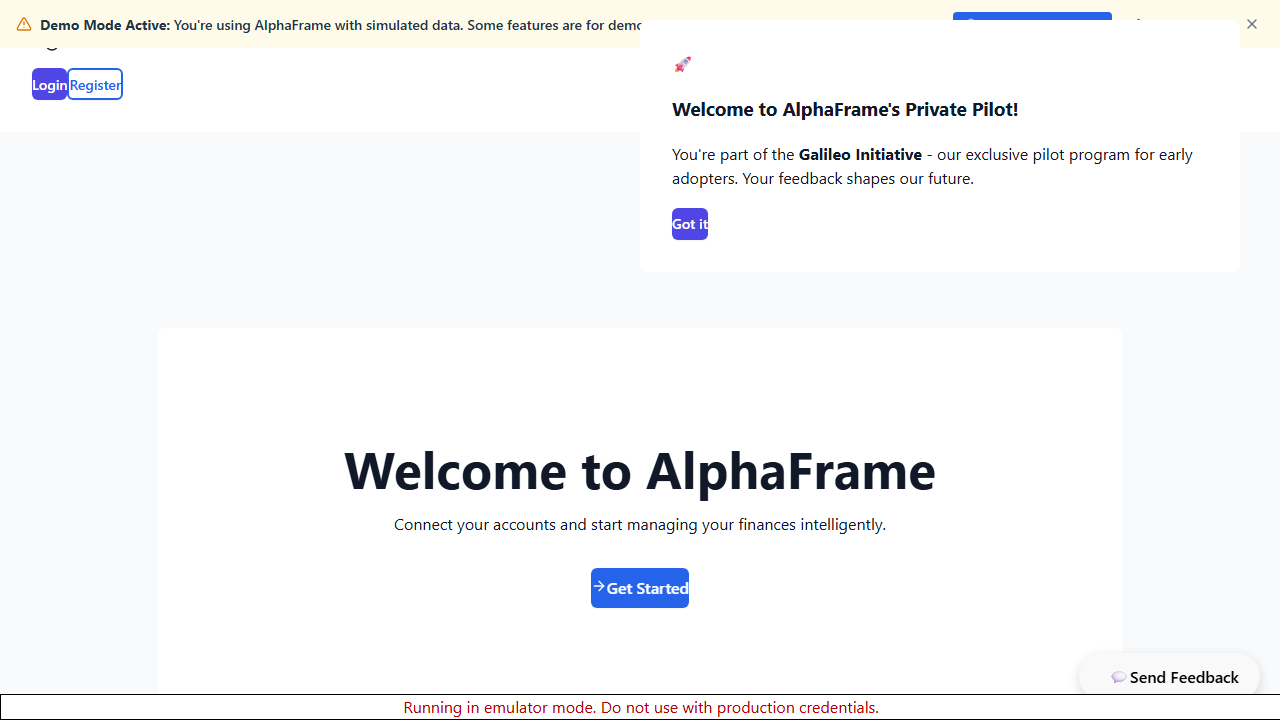 Demo Mode Active: You're using AlphaFrame with simulated data. Some features are for demo
Login
Register
Welcome to AlphaFrame's Private Pilot!
You're part of the Galileo Initiative - our exclusive pilot program for early
adopters. Your feedback shapes our future.
Got it
Welcome to AlphaFrame
Connect your accounts and start managing your finances intelligently.
Get Started
Send Feedback
Running in emulator mode. Do not use with production credentials.